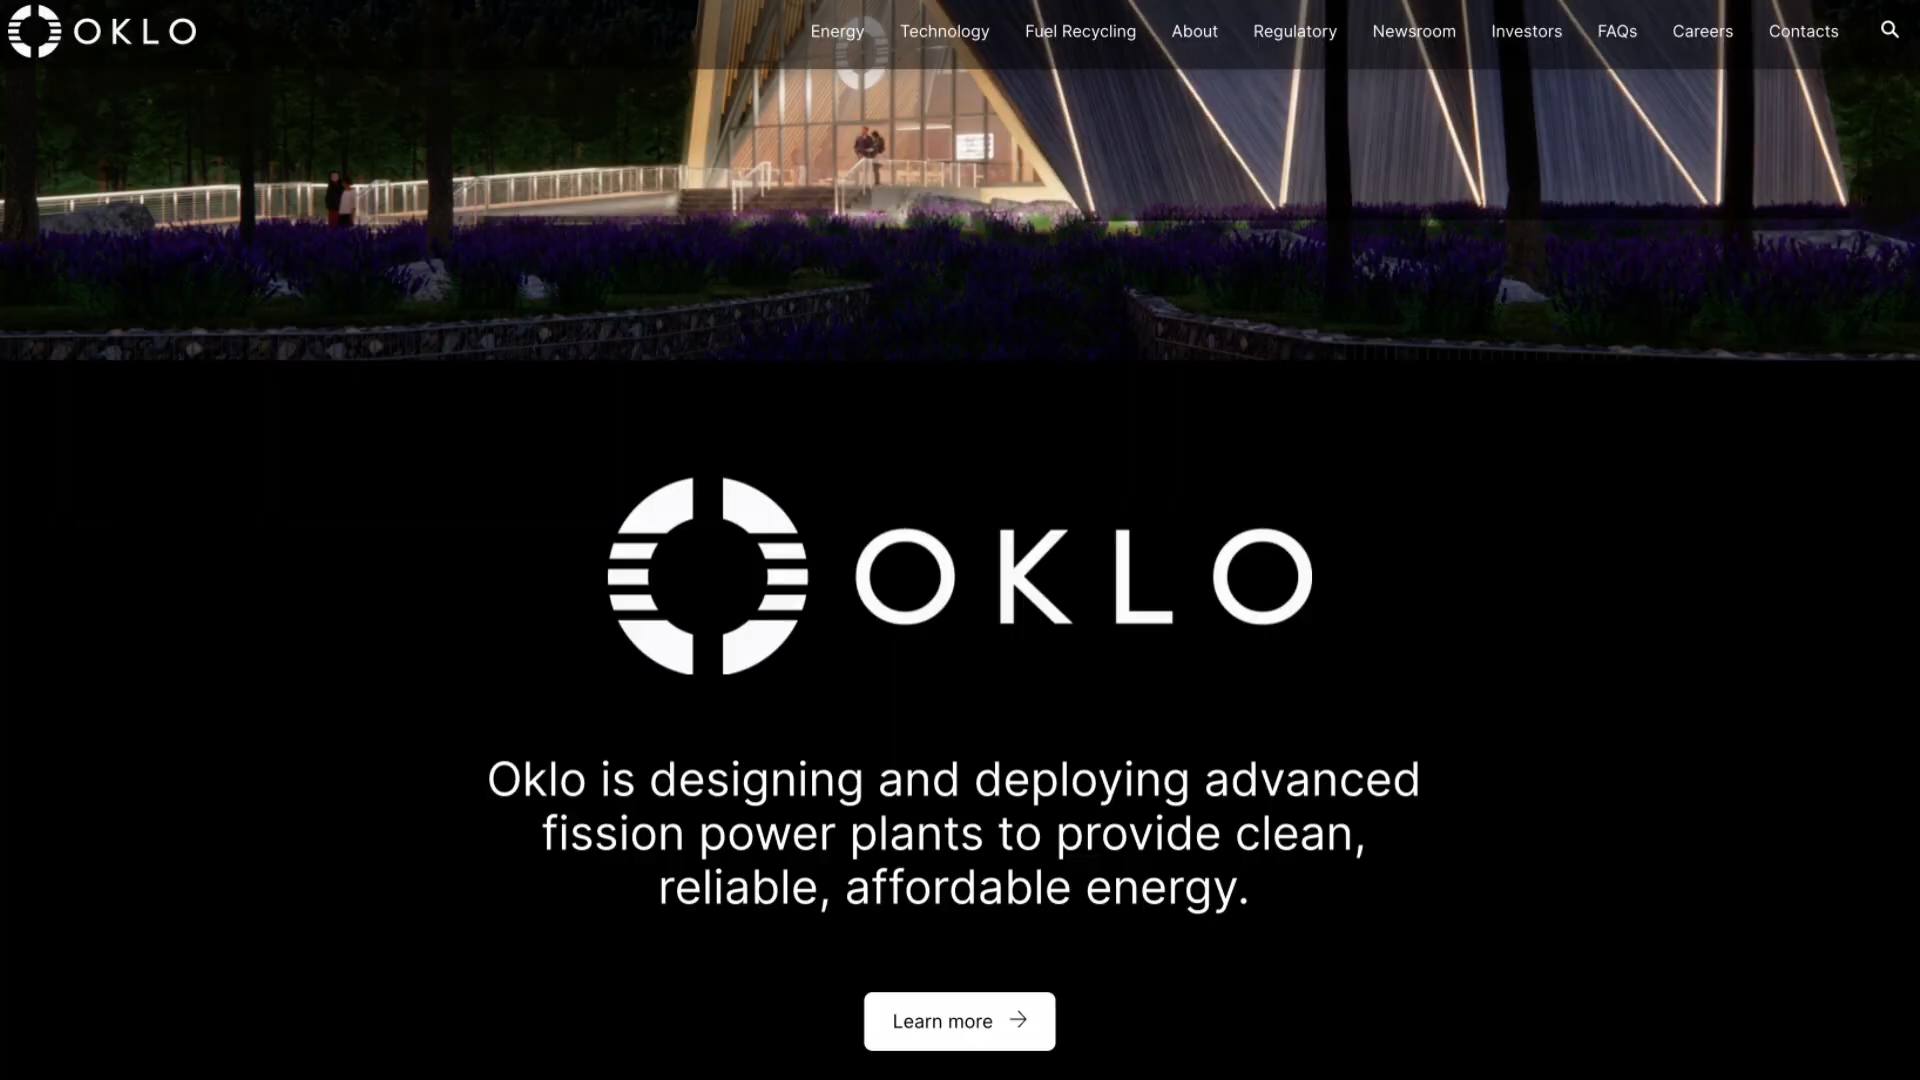 OKLO
Energy
Technology
Fuel Recycling
About
Regulatory
Newsroom
Investors
FAQs
Careers
Contacts
OKLO
Oklo is designing and deploying advanced
fission power plants to provide clean,
reliable, affordable energy.
Learn more